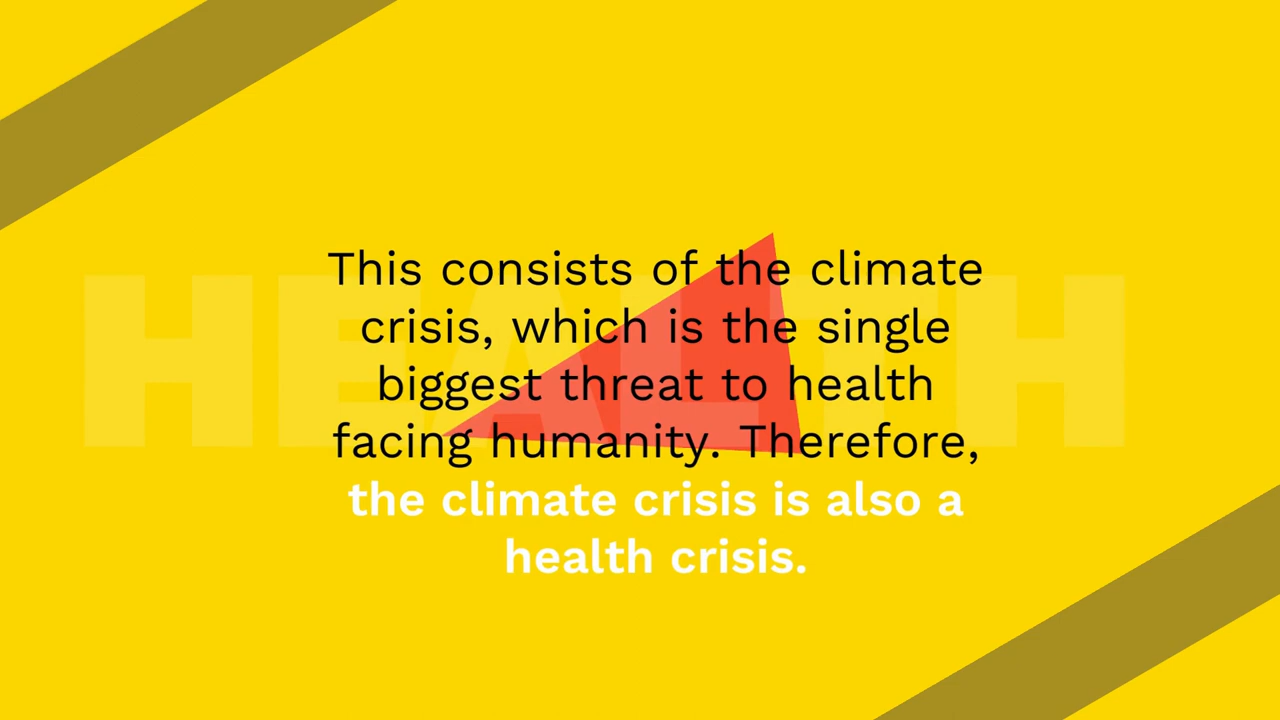 HEALTH
This consists of the climate
crisis, which is the single
biggest threat to health
facing humanity. Therefore,
the climate crisis is also a
health crisis.